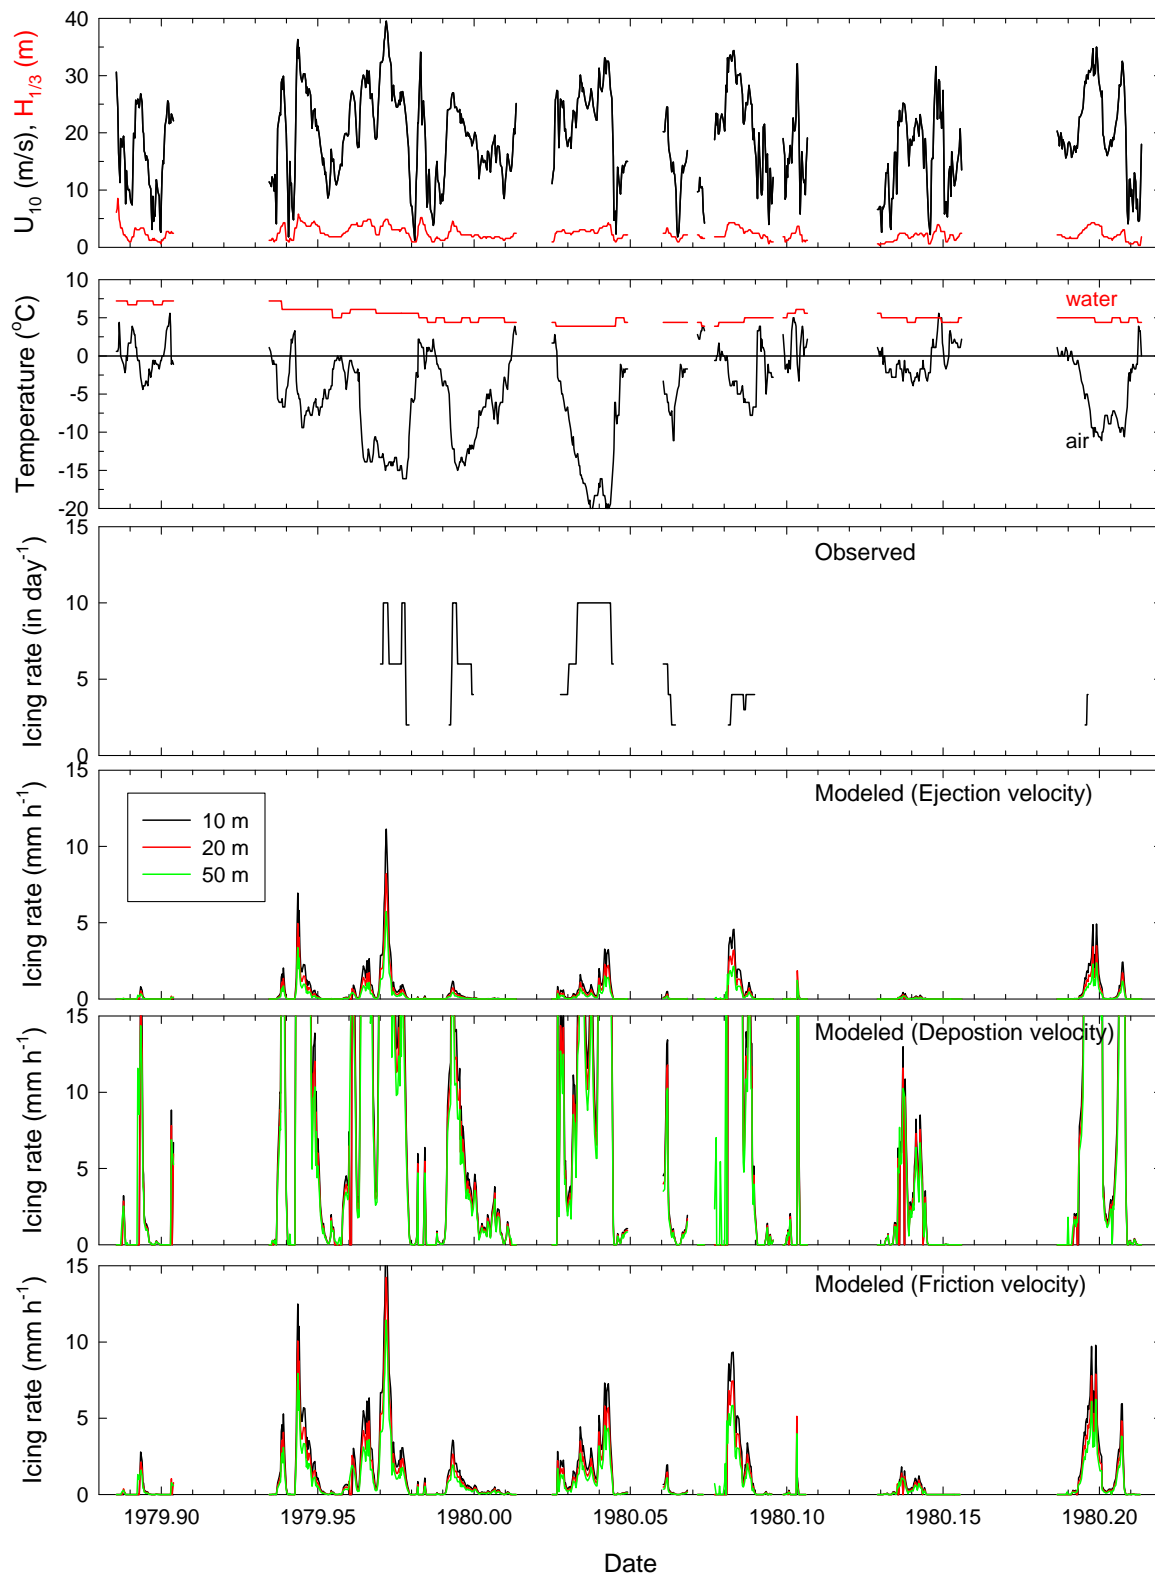 U10 (m/s), H1/3 (m)
40
30
20
10
0
Temperature (oC)
10
5
0
-5
-10
-15
-20
water
air
Icing rate (in day-1)
15
10
5
0
Observed
Icing rate (mm h-1)
15
10
5
0
Modeled (Ejection velocity)
10 m
20 m
50 m
Icing rate (mm h-1)
15
10
5
0
Modeled (Depostion velocity)
Icing rate (mm h-1)
15
10
5
0
Modeled (Friction velocity)
1979.90 1979.95 1980.00 1980.05 1980.10 1980.15 1980.20
Date